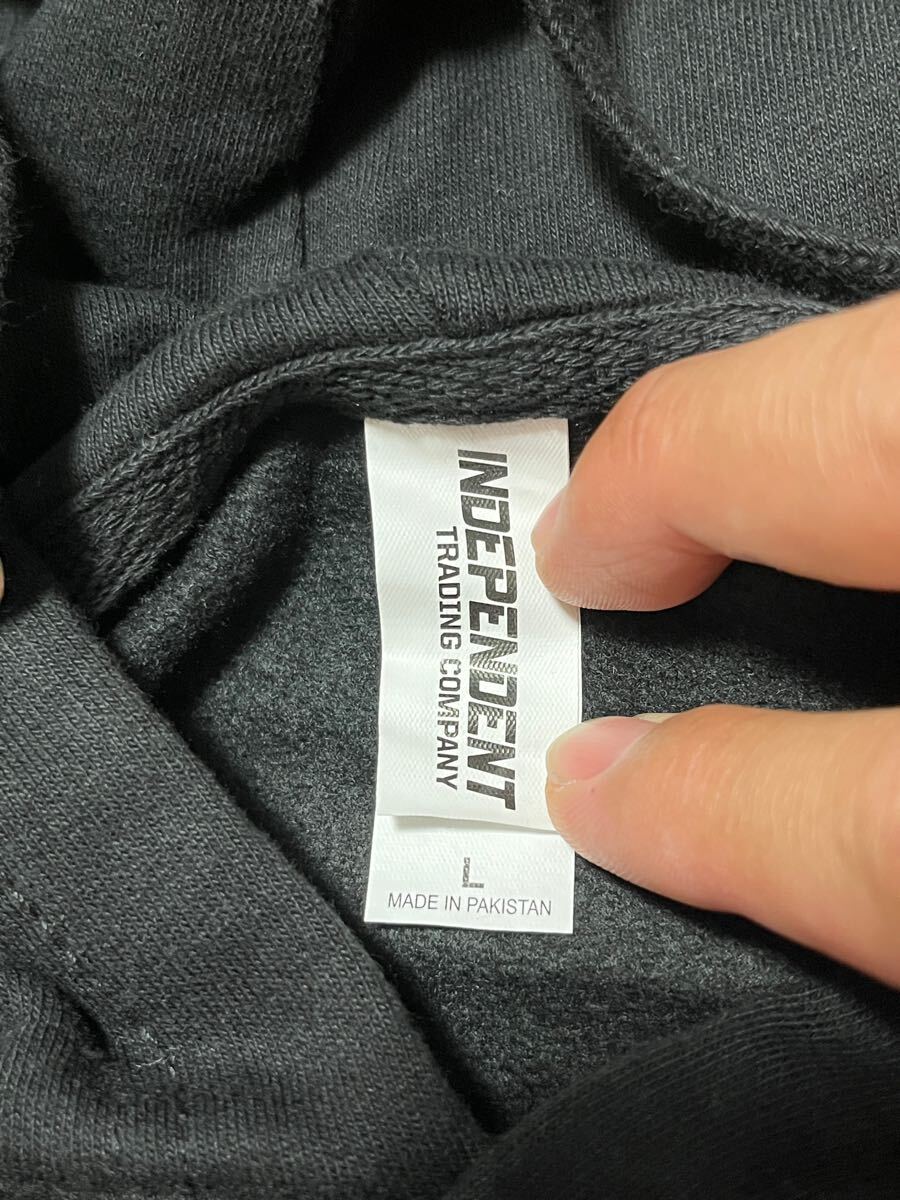 INDEPENDENT
TRADING COMPANY
L
MADE IN PAKISTAN